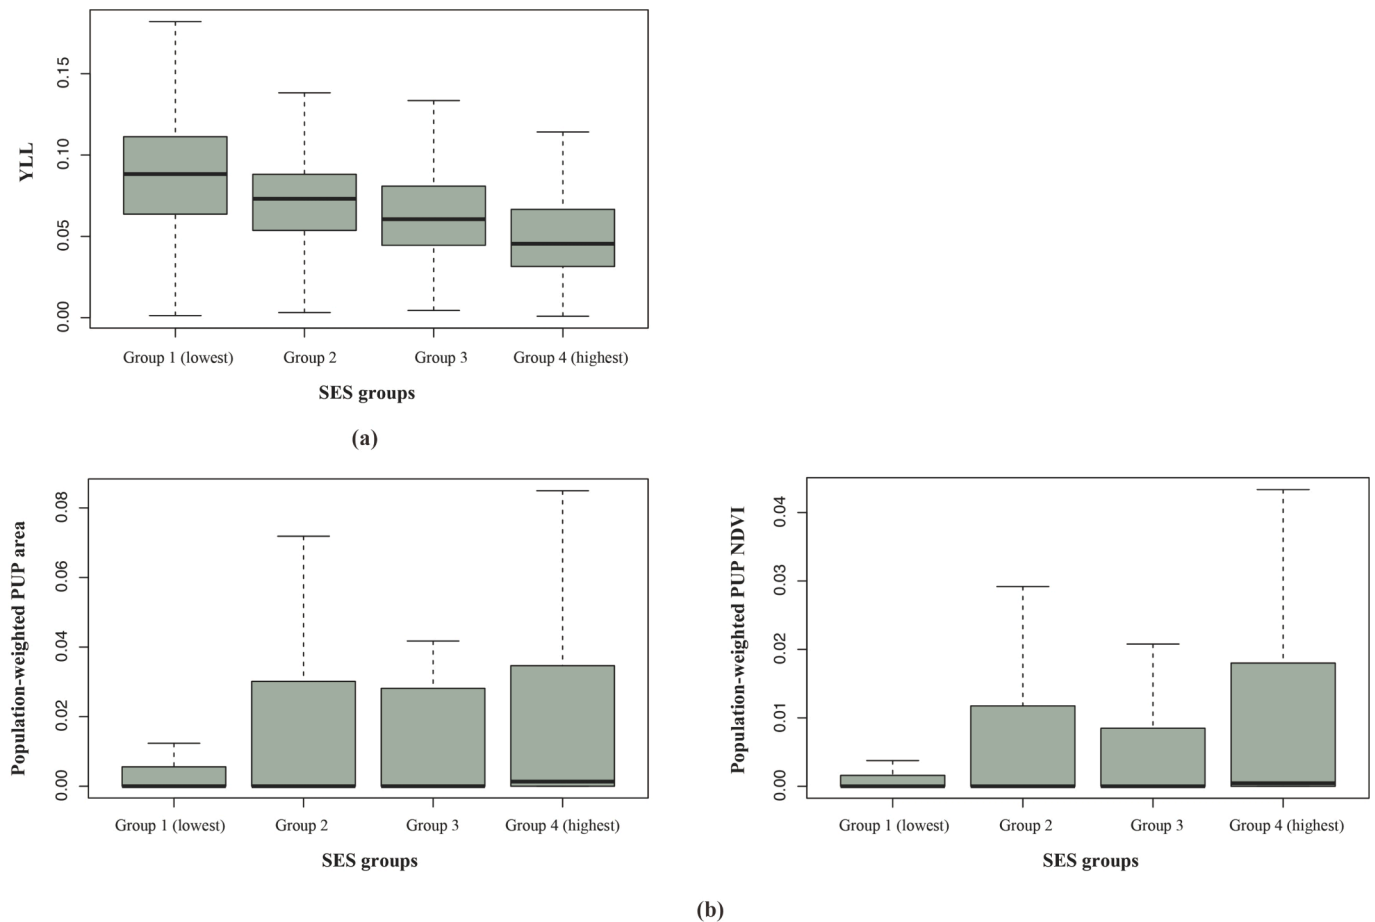 YLL
0.15
0.10
0.05
0.00
Group 1 (lowest) Group 2 Group 3 Group 4 (highest)
SES groups
(a)
Population-weighted PUP area
0.08
0.06
0.04
0.02
0.00
Group 1 (lowest) Group 2 Group 3 Group 4 (highest)
SES groups
Population-weighted PUP NDVI
0.04
0.03
0.02
0.01
0.00
Group 1 (lowest) Group 2 Group 3 Group 4 (highest)
SES groups
(b)